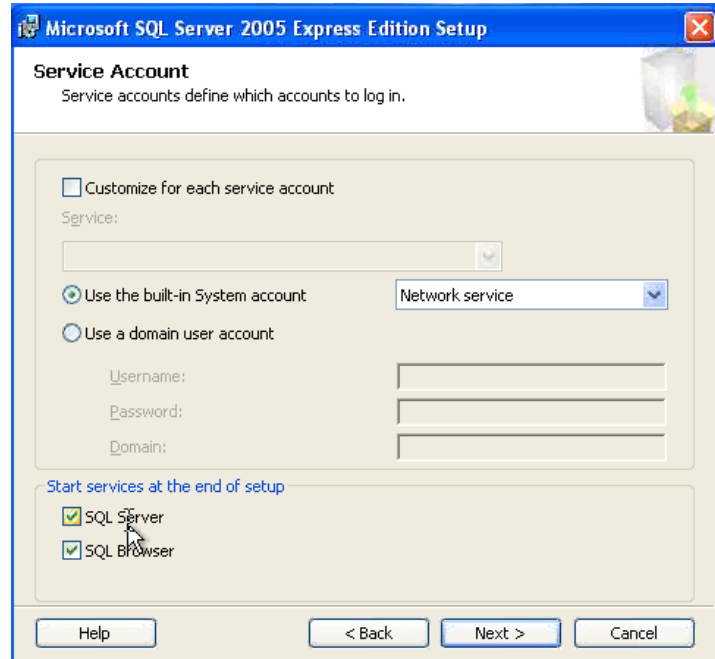 Microsoft SQL Server 2005 Express Edition Setup
Service Account
Service accounts define which accounts to log in.
Customize for each service account
Service:
Use the built-in System account
Network service
Use a domain user account
Username:
Password:
Domain:
Start services at the end of setup
SQL Server
SQL Browser
Help
< Back
Next >
Cancel